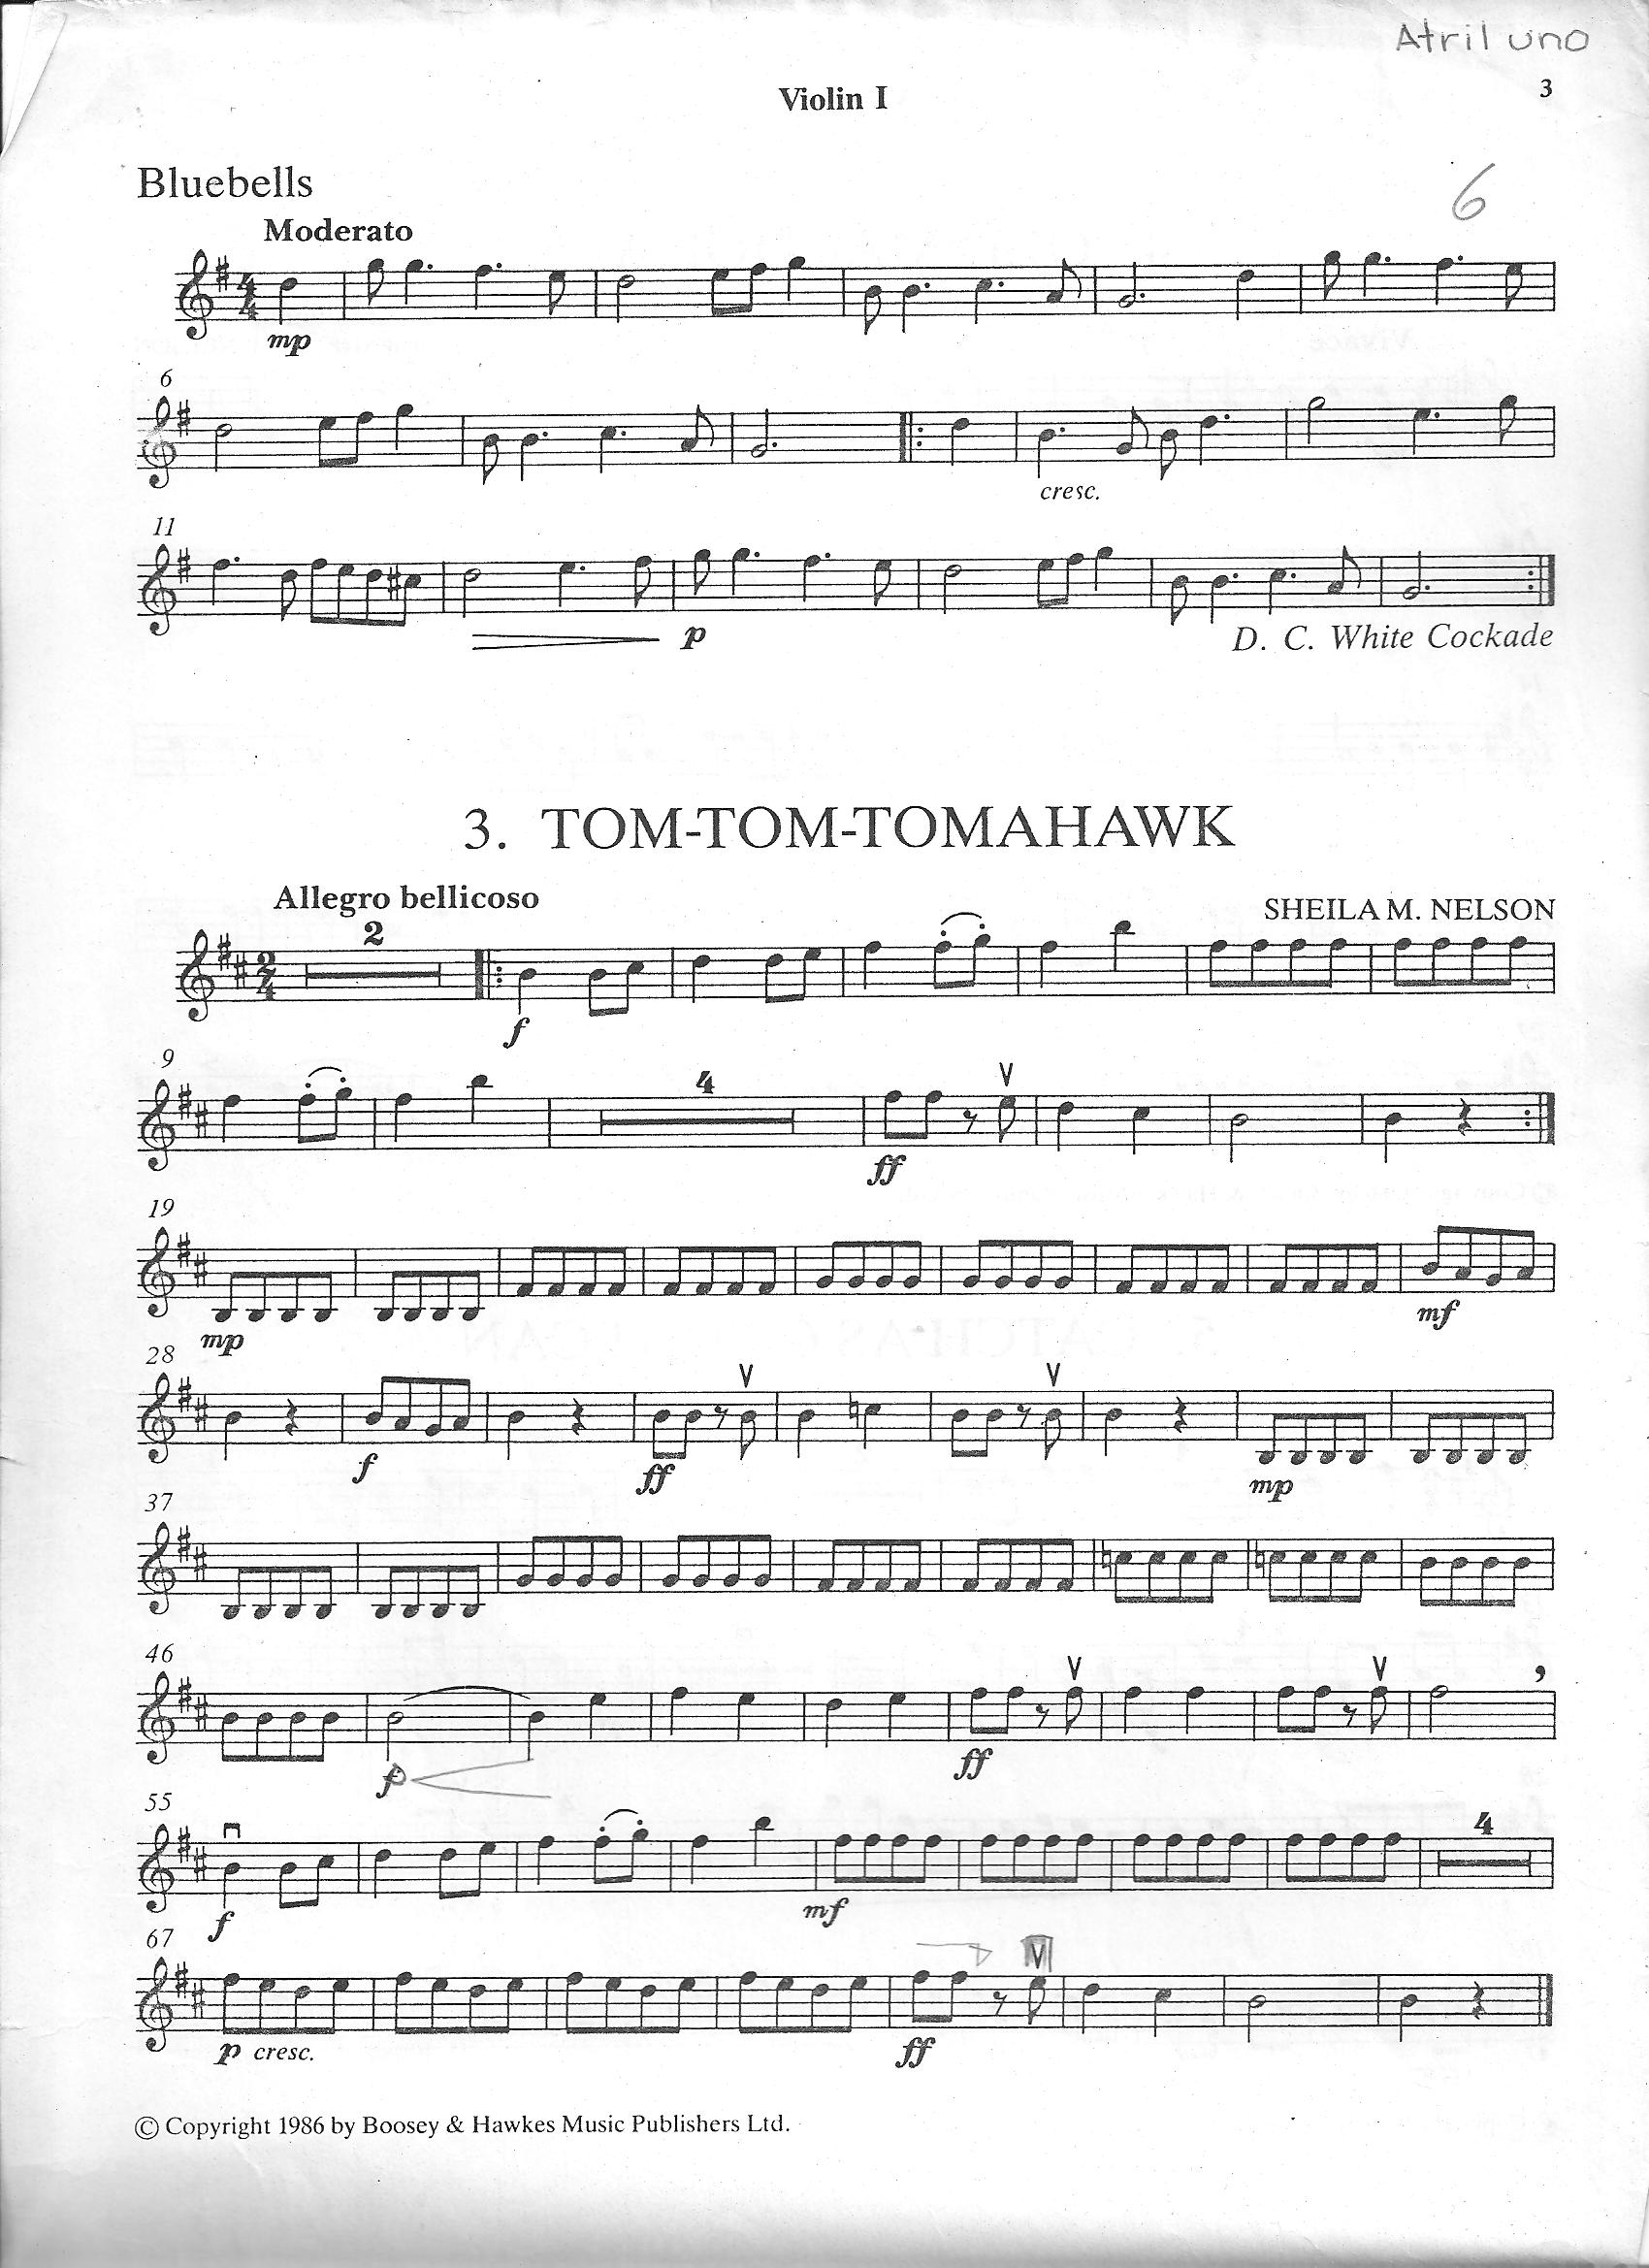 Atril uno
Violin I
3
Bluebells
6
Moderato
mp
6
cresc.
11
p
D. C. White Cockade
3. TOM-TOM-TOMAHAWK
Allegro bellicoso
SHEILA M. NELSON
2
f
9
4
ff
19
mp
mf
28
f
ff
mp
37
46
ff
55
4
f
mf
67
p cresc.
ff
© Copyright 1986 by Boosey & Hawkes Music Publishers Ltd.